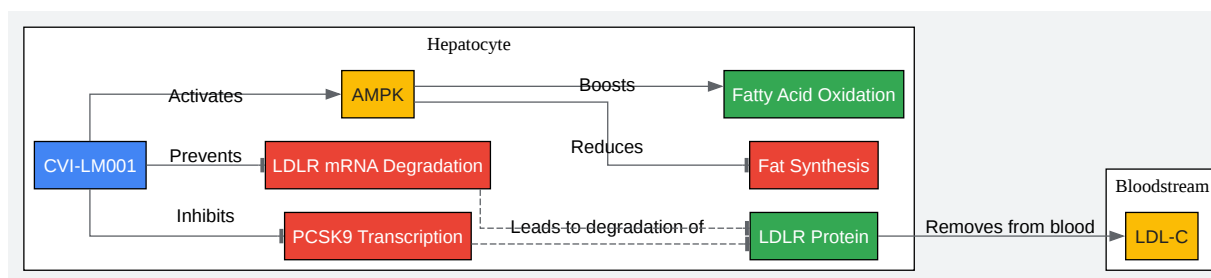 Hepatocyte
Activates
AMPK
Boosts
Fatty Acid Oxidation
CVI-LM001
Prevents
LDLR mRNA Degradation
Reduces
Fat Synthesis
Bloodstream
Inhibits
PCSK9 Transcription
Leads to degradation of
LDLR Protein
Removes from blood
LDL-C